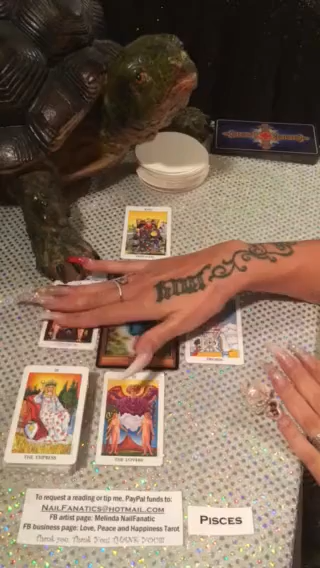 THE EMPRESS
THE LOVERS
To request a reading or tip me, PayPal funds to:
NAILFANATICS@HOTMAIL.COM
FB artist page: Melinda NailFanatic
FB business page: Love, Peace and Happiness Tarot
Thank you, Thank You, THANK YOU!!!
PISCES